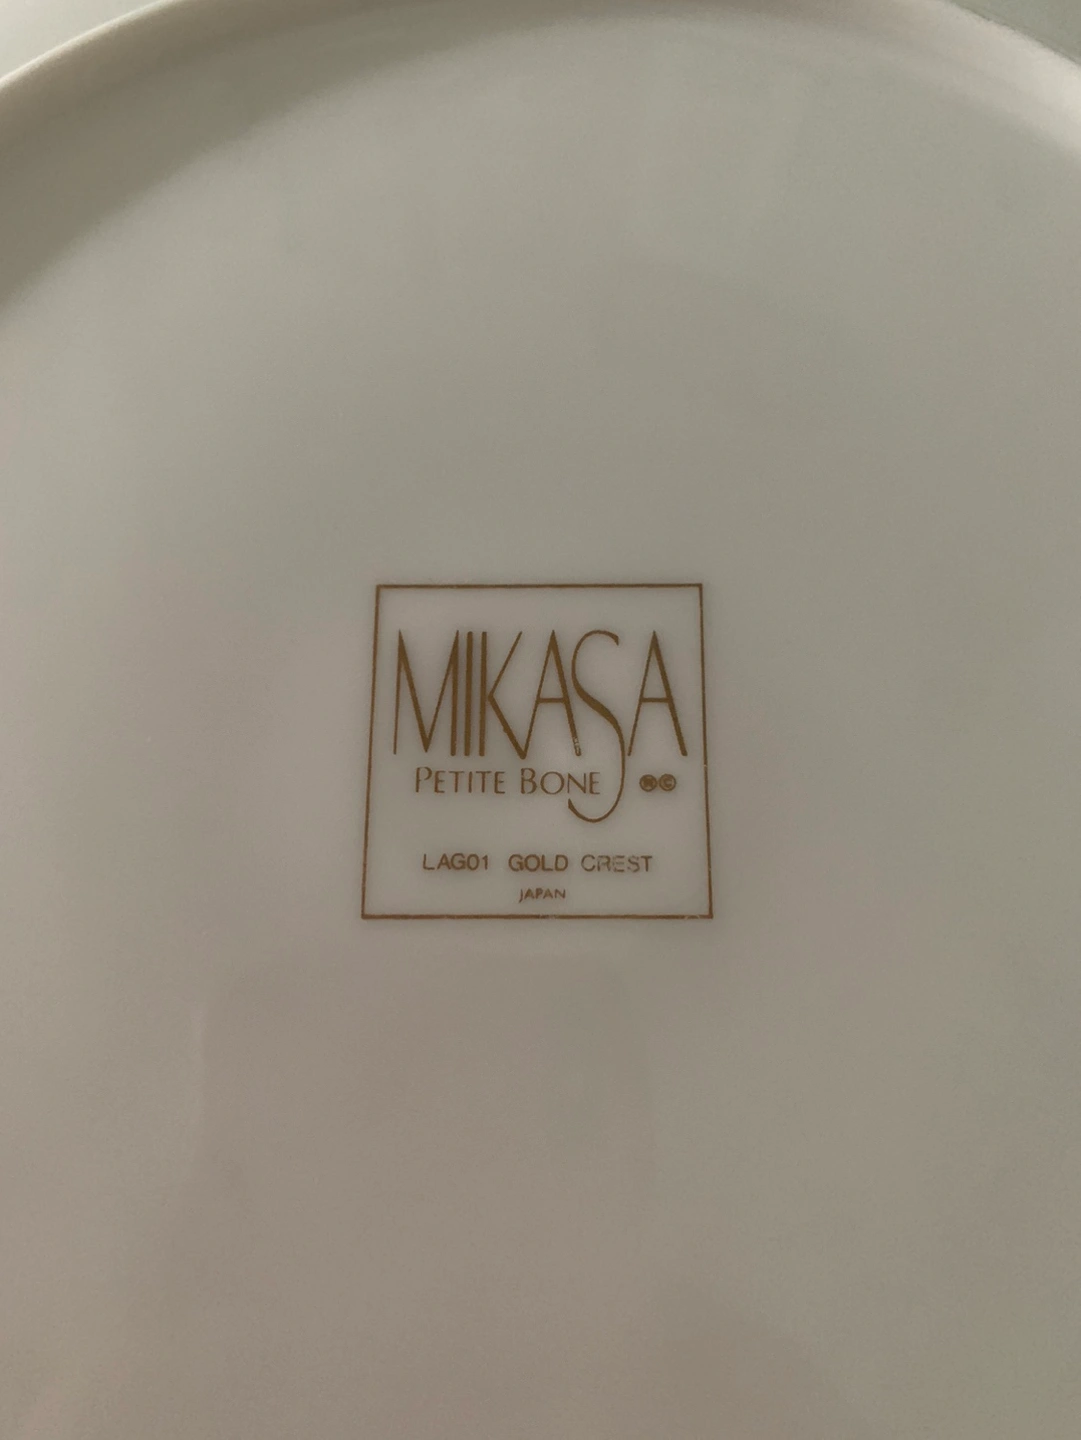 MIKASA
PETITE BONE ®©
LAG01 GOLD CREST
JAPAN